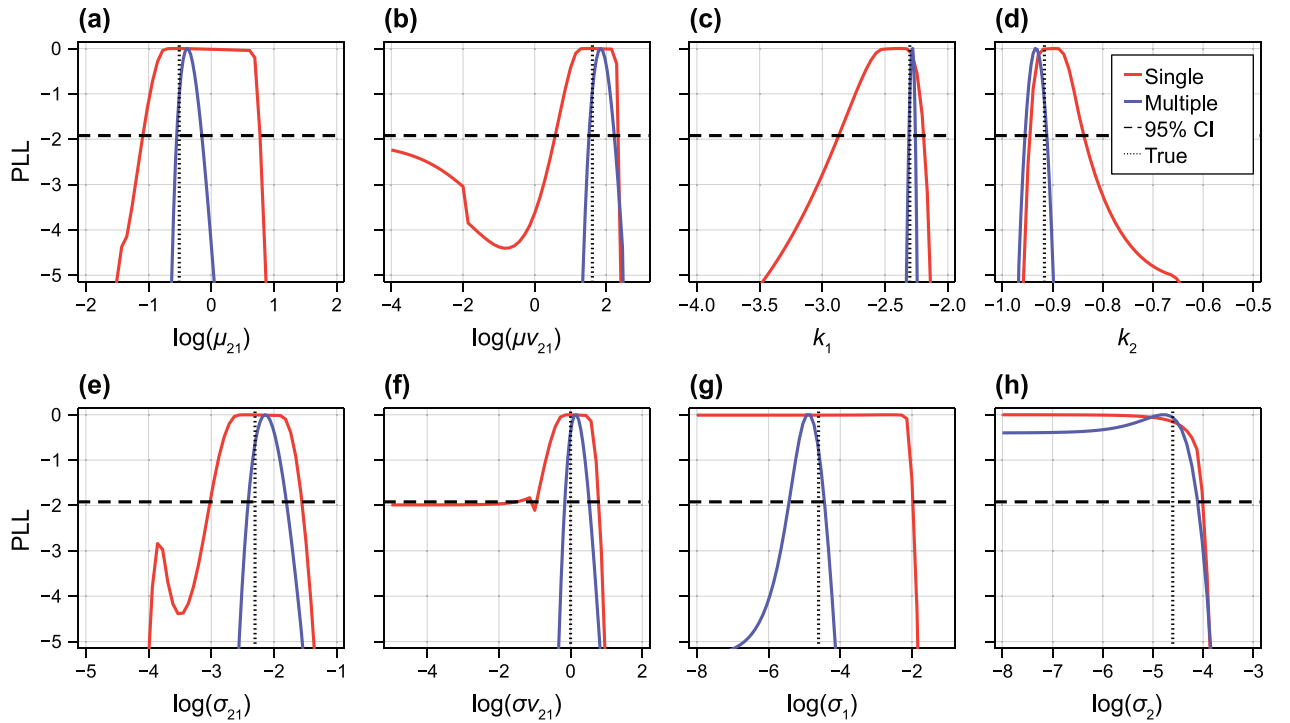 (a) (b) (c) (d)
PLL
0
−1
−2
−3
−4
−5
−2 −1 0 1 2
−4 −2 0 2
−4.0 −3.0 −2.0
−1.0 −0.9 −0.8 −0.7 −0.6 −0.5
log(μ21)
log(μv21)
k1
k2
Single
Multiple
95% CI
True
(e) (f) (g) (h)
PLL
0
−1
−2
−3
−4
−5
−5 −4 −3 −2 −1
−4 −2 0 2
−8 −6 −4 −2
−8 −7 −6 −5 −4 −3
log(σ21)
log(σv21)
log(σ1)
log(σ2)